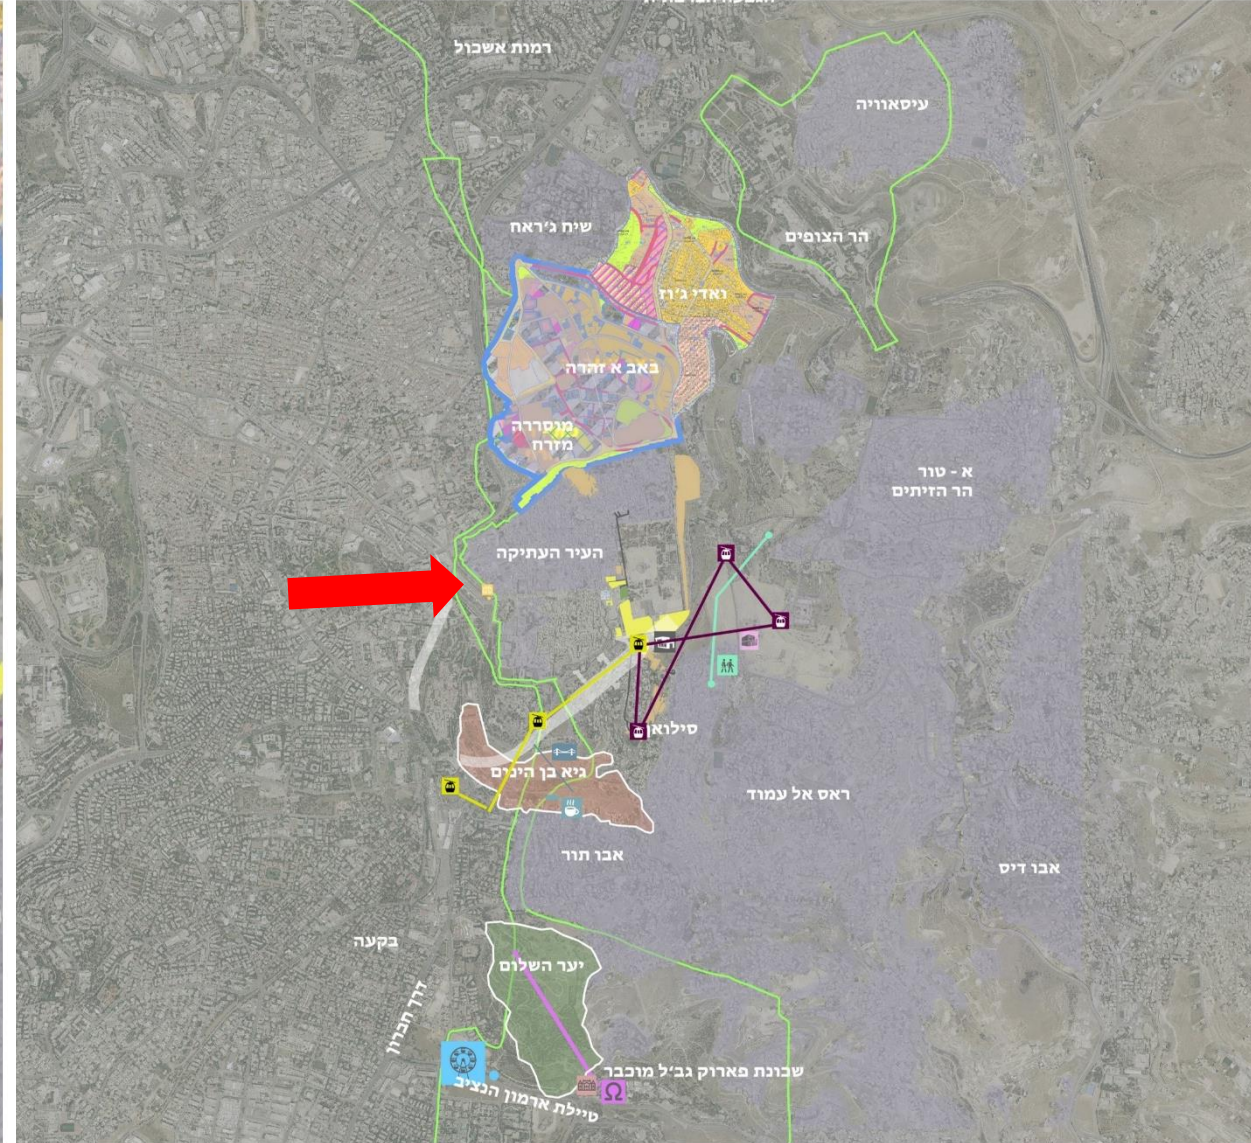 רמות אשכול
עיסאוויה
שיח ג׳ראח
הר הצופים
ואדי ג׳וז
באב א זהרה
מוסררה
מזרח
א - טור
הר הזיתים
העיר העתיקה
סילואן
גיא בן הינום
ראס אל עמוד
אבו תור
אבו דיס
בקעה
יער השלום
דרך חברון
שכונת פארוק גב׳ל מוכבר
טיילת ארמון הנציב